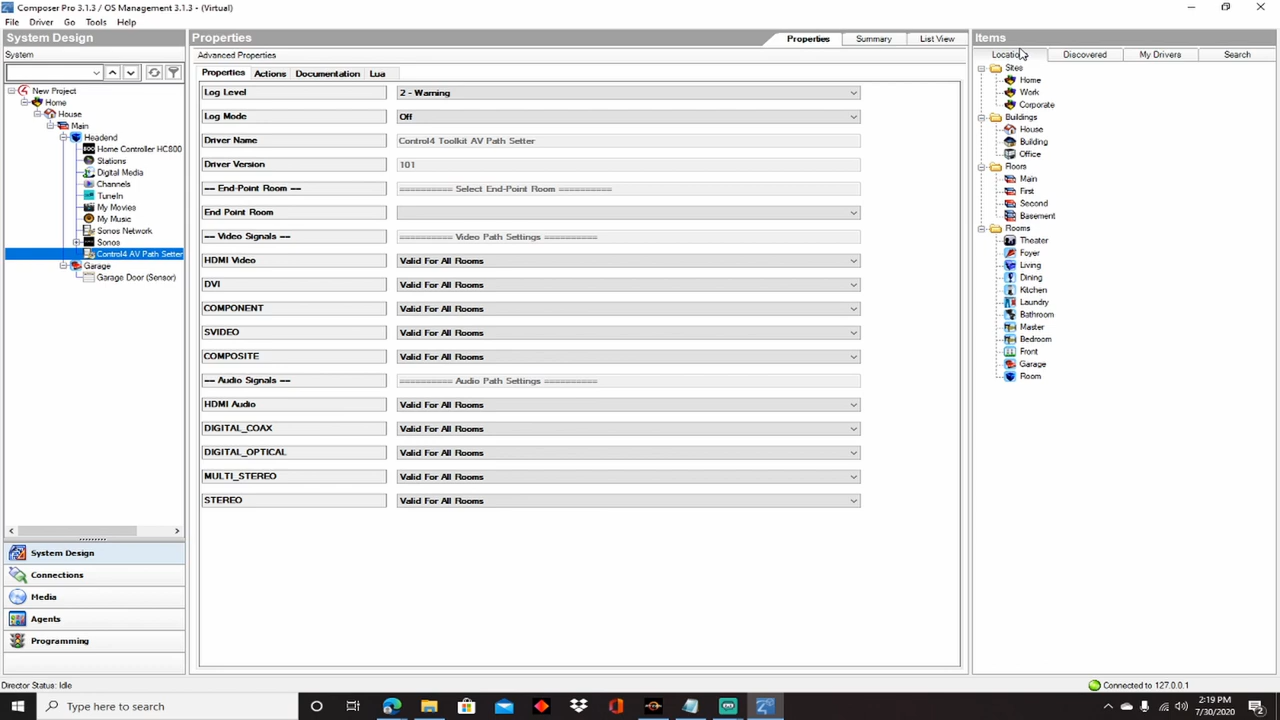 Composer Pro 3.1.3 / OS Management 3.1.3 - (Virtual)
File Driver Go Tools Help
System Design
System
New Project
Home
House
Main
Headend
Home Controller HC800
Stations
Digital Media
Channels
TuneIn
My Movies
My Music
Sonos Network
Sonos
Control4 AV Path Setter
Garage
Garage Door (Sensor)
System Design
Connections
Media
Agents
Programming
Properties
Properties Summary List View
Advanced Properties
Properties Actions Documentation Lua
Log Level 2 - Warning
Log Mode Off
Driver Name Control4 Toolkit AV Path Setter
Driver Version 101
-- End-Point Room -- ========== Select End-Point Room ==========
End Point Room
-- Video Signals -- ========== Video Path Settings ==========
HDMI Video Valid For All Rooms
DVI Valid For All Rooms
COMPONENT Valid For All Rooms
SVIDEO Valid For All Rooms
COMPOSITE Valid For All Rooms
-- Audio Signals -- ========== Audio Path Settings ==========
HDMI Audio Valid For All Rooms
DIGITAL_COAX Valid For All Rooms
DIGITAL_OPTICAL Valid For All Rooms
MULTI_STEREO Valid For All Rooms
STEREO Valid For All Rooms
Items
Locations Discovered My Drivers Search
Sites
Home
Work
Corporate
Buildings
House
Building
Office
Floors
Main
First
Second
Basement
Rooms
Theater
Foyer
Living
Dining
Kitchen
Laundry
Bathroom
Master
Bedroom
Front
Garage
Room
Director Status: Idle
Connected to 127.0.0.1
Type here to search
2:19 PM
7/30/2020
2